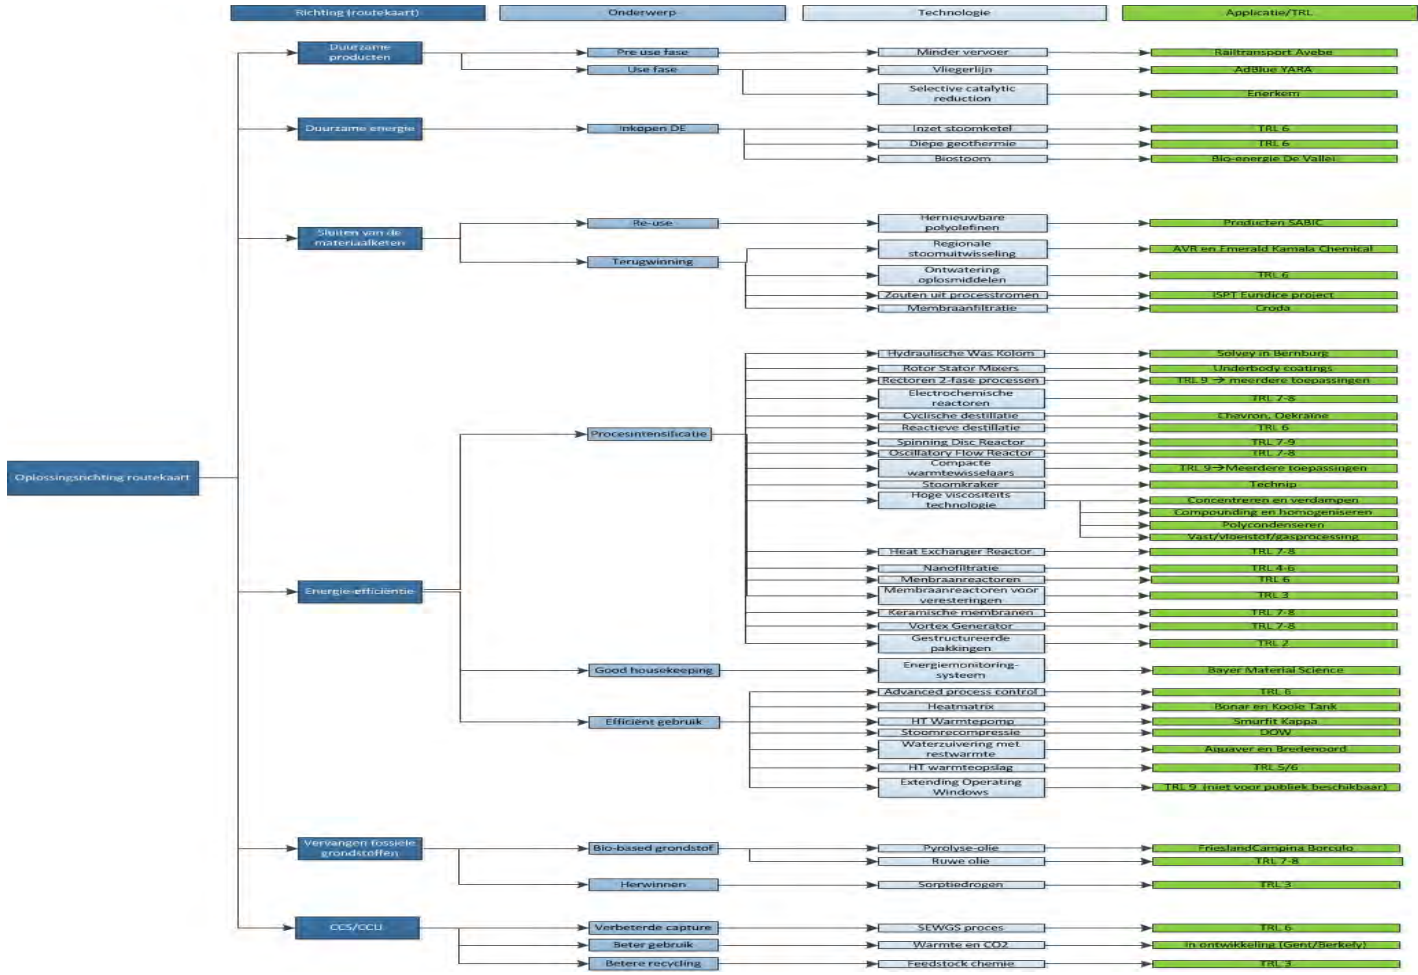 Richting (routekaart)
Onderwerp
Technologie
Applicatie/TRL
Oplossingsrichting routekaart
Duurzame
producten
Pre use fase
Minder vervoer
Railtransport Avebe
Use fase
Vliegerlijn
AdBlue YARA
Selective catalytic
reduction
Enerkem
Duurzame energie
Inkopen DE
Inzet stoomketel
TRL 6
Diepe geothermie
TRL 6
Biostoom
Bio-energie De Vallei
Sluiten van de
materiaalketen
Re-use
Hernieuwbare
polyolefinen
Producten SABIC
Terugwinning
Regionale
stoomuitwisseling
AVR en Emerald Kamala Chemical
Ontwatering
oplosmiddelen
TRL 6
Zouten uit processtromen
ISPT Euridice project
Membraanfiltratie
Croda
Energie-efficiëntie
Procesintensificatie
Hydraulische Was Kolom
Solvey in Bernburg
Rotor Stator Mixers
Underbody coatings
Rectoren 2-fase processen
TRL 9 → meerdere toepassingen
Electrochemische
reactoren
TRL 7-8
Cyclische destillatie
Chevron, Oekraine
Reactieve destillatie
TRL 6
Spinning Disc Reactor
TRL 7-9
Oscillatory Flow Reactor
TRL 7-8
Compacte
warmtewisselaars
TRL 9→Meerdere toepassingen
Stoomkraker
Technip
Hoge viscositeits
technologie
Concentreren en verdampen
Compounding en homogeniseren
Polycondenseren
Vast/vloeistof/gasprocessing
Heat Exchanger Reactor
TRL 7-8
Nanofiltratie
TRL 4-6
Menbraanreactoren
TRL 6
Membraanreactoren voor
veresteringen
TRL 3
Keramische membranen
TRL 7-8
Vortex Generator
TRL 7-8
Gestructureerde
pakkingen
TRL 2
Good housekeeping
Energiemonitoring-
systeem
Bayer Material Science
Efficient gebruik
Advanced process control
TRL 6
Heatmatrix
Bonar en Kooie Tank
HT Warmtepomp
Smurfit Kappa
Stoomrecompressie
DOW
Waterzuivering met
restwarmte
Aquaver en Bredenoord
HT warmteopslag
TRL 5/6
Extending Operating
Windows
TRL 9 (niet voor publiek beschikbaar)
Vervangen fossiele
grondstoffen
Bio-based grondstof
Pyrolyse-olie
FrieslandCampina Borculo
Ruwe olie
TRL 7-8
Herwinnen
Sorptiedrogen
TRL 3
CCS/CCU
Verbeterde capture
SEWGS proces
TRL 6
Beter gebruik
Warmte en CO2
In ontwikkeling (Gent/Berkely)
Betere recycling
Feedstock chemie
TRL 3